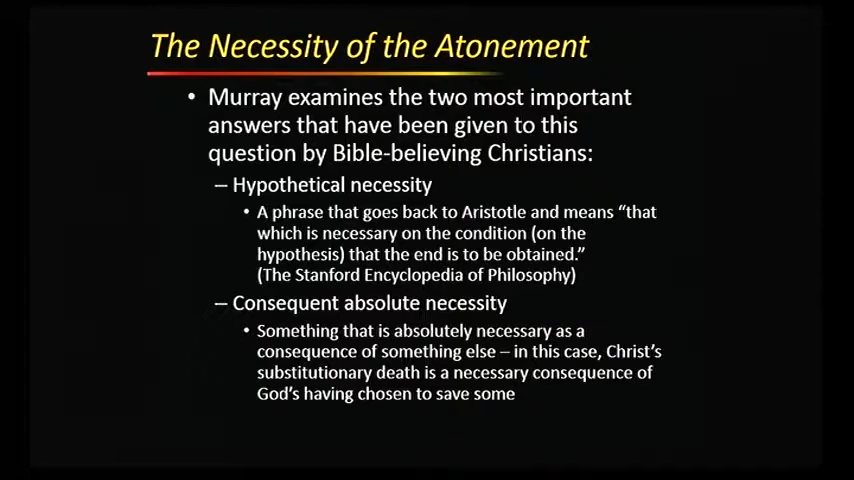 The Necessity of the Atonement
• Murray examines the two most important
answers that have been given to this
question by Bible-believing Christians:
– Hypothetical necessity
• A phrase that goes back to Aristotle and means “that
which is necessary on the condition (on the
hypothesis) that the end is to be obtained.”
(The Stanford Encyclopedia of Philosophy)
– Consequent absolute necessity
• Something that is absolutely necessary as a
consequence of something else – in this case, Christ’s
substitutionary death is a necessary consequence of
God’s having chosen to save some